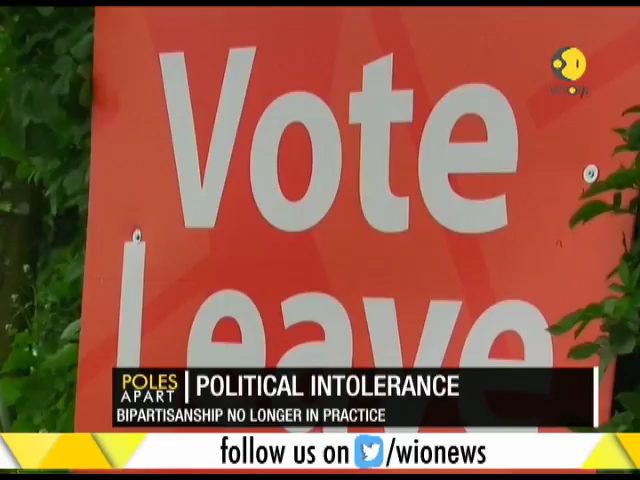 Vote
Leave
POLES
APART
POLITICAL INTOLERANCE
BIPARTISANSHIP NO LONGER IN PRACTICE
follow us on /wionews